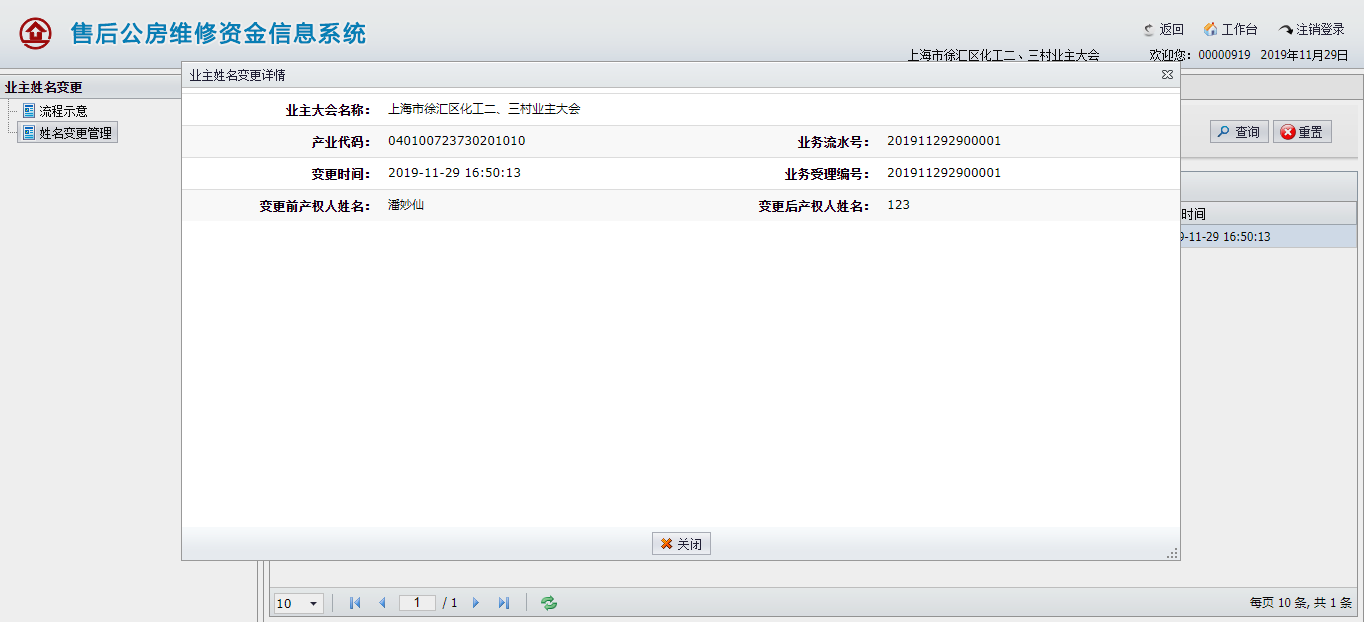 售后公房维修资金信息系统
返回 工作台 注销登录
上海市徐汇区化工二、三村业主大会 欢迎您：00000919 2019年11月29日
业主姓名变更
流程示意
姓名变更管理
业主姓名变更详情
业主大会名称： 上海市徐汇区化工二、三村业主大会
产业代码： 040100723730201010 业务流水号： 201911292900001
变更时间： 2019-11-29 16:50:13 业务受理编号： 201911292900001
变更前产权人姓名： 潘妙仙 变更后产权人姓名： 123
关闭
查询 重置
时间
9-11-29 16:50:13
10 1 / 1 每页 10 条, 共 1 条